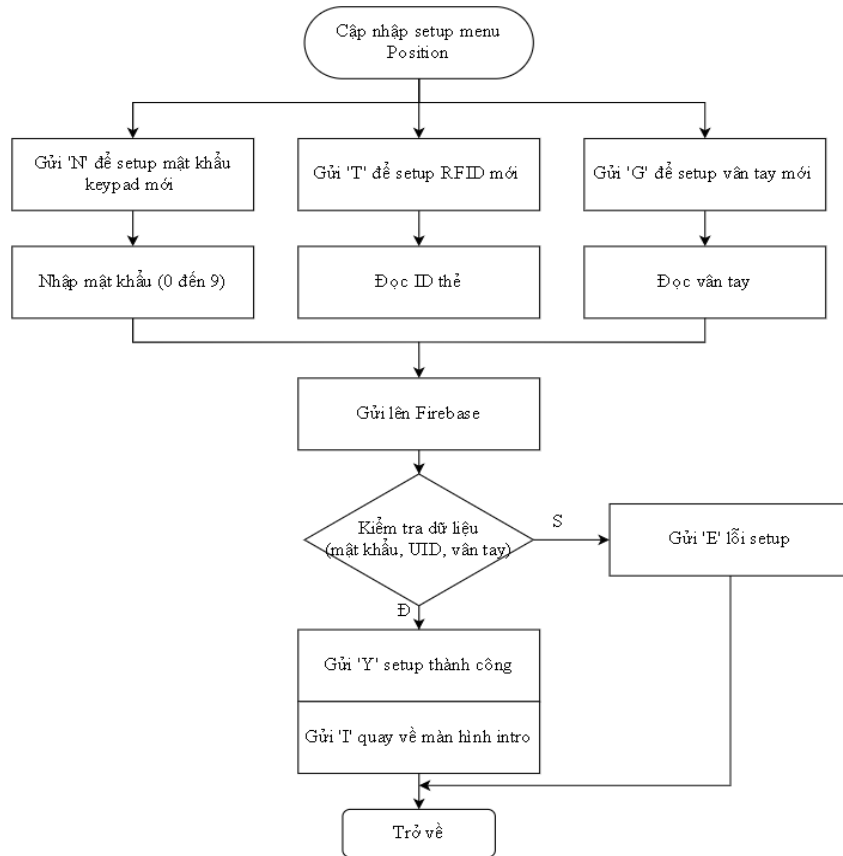 Cập nhập setup menu
Position
Gửi 'N' để setup mật khẩu
keypad mới
Gửi 'T' để setup RFID mới
Gửi 'G' để setup vân tay mới
Nhập mật khẩu (0 đến 9)
Đọc ID thẻ
Đọc vân tay
Gửi lên Firebase
Kiểm tra dữ liệu
(mật khẩu, UID, vân tay)
S
Gửi 'E' lỗi setup
Đ
Gửi 'Y' setup thành công
Gửi 'I' quay về màn hình intro
Trở về